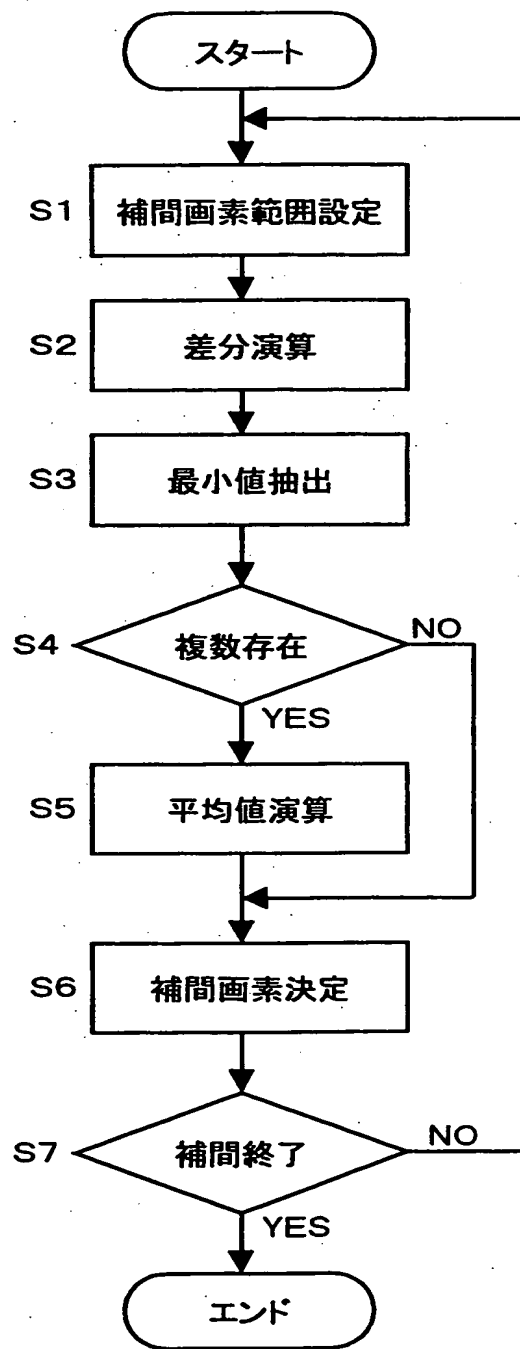 スタート
S1 補間画素範囲設定
S2 差分演算
S3 最小値抽出
S4 複数存在 NO
YES
S5 平均値演算
S6 補間画素決定
S7 補間終了 NO
YES
エンド